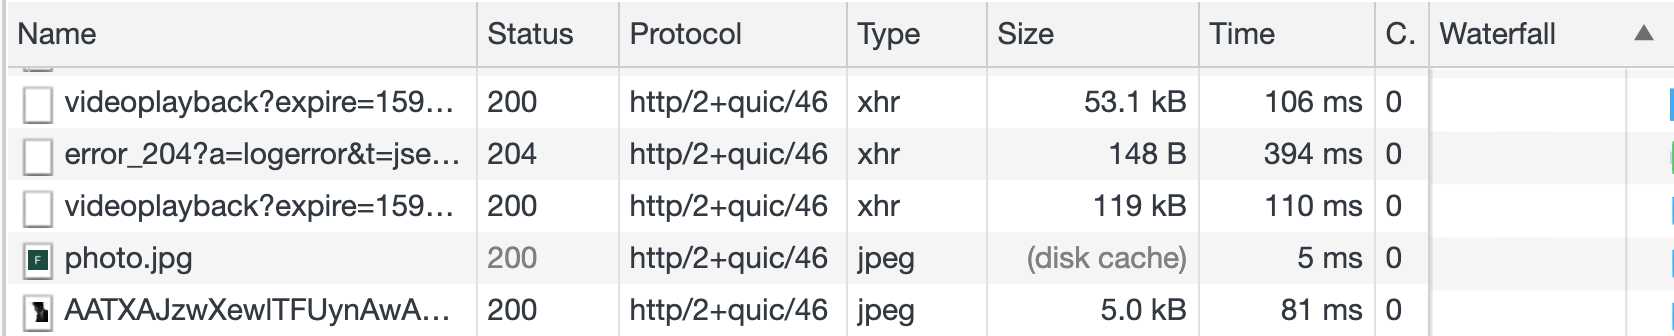 Name Status Protocol Type Size Time C. Waterfall ▲
videoplayback?expire=159... 200 http/2+quic/46 xhr 53.1 kB 106 ms 0
error_204?a=logerror&t=jse... 204 http/2+quic/46 xhr 148 B 394 ms 0
videoplayback?expire=159... 200 http/2+quic/46 xhr 119 kB 110 ms 0
F photo.jpg 200 http/2+quic/46 jpeg (disk cache) 5 ms 0
AATXAJzwXewITFUynAwA... 200 http/2+quic/46 jpeg 5.0 kB 81 ms 0